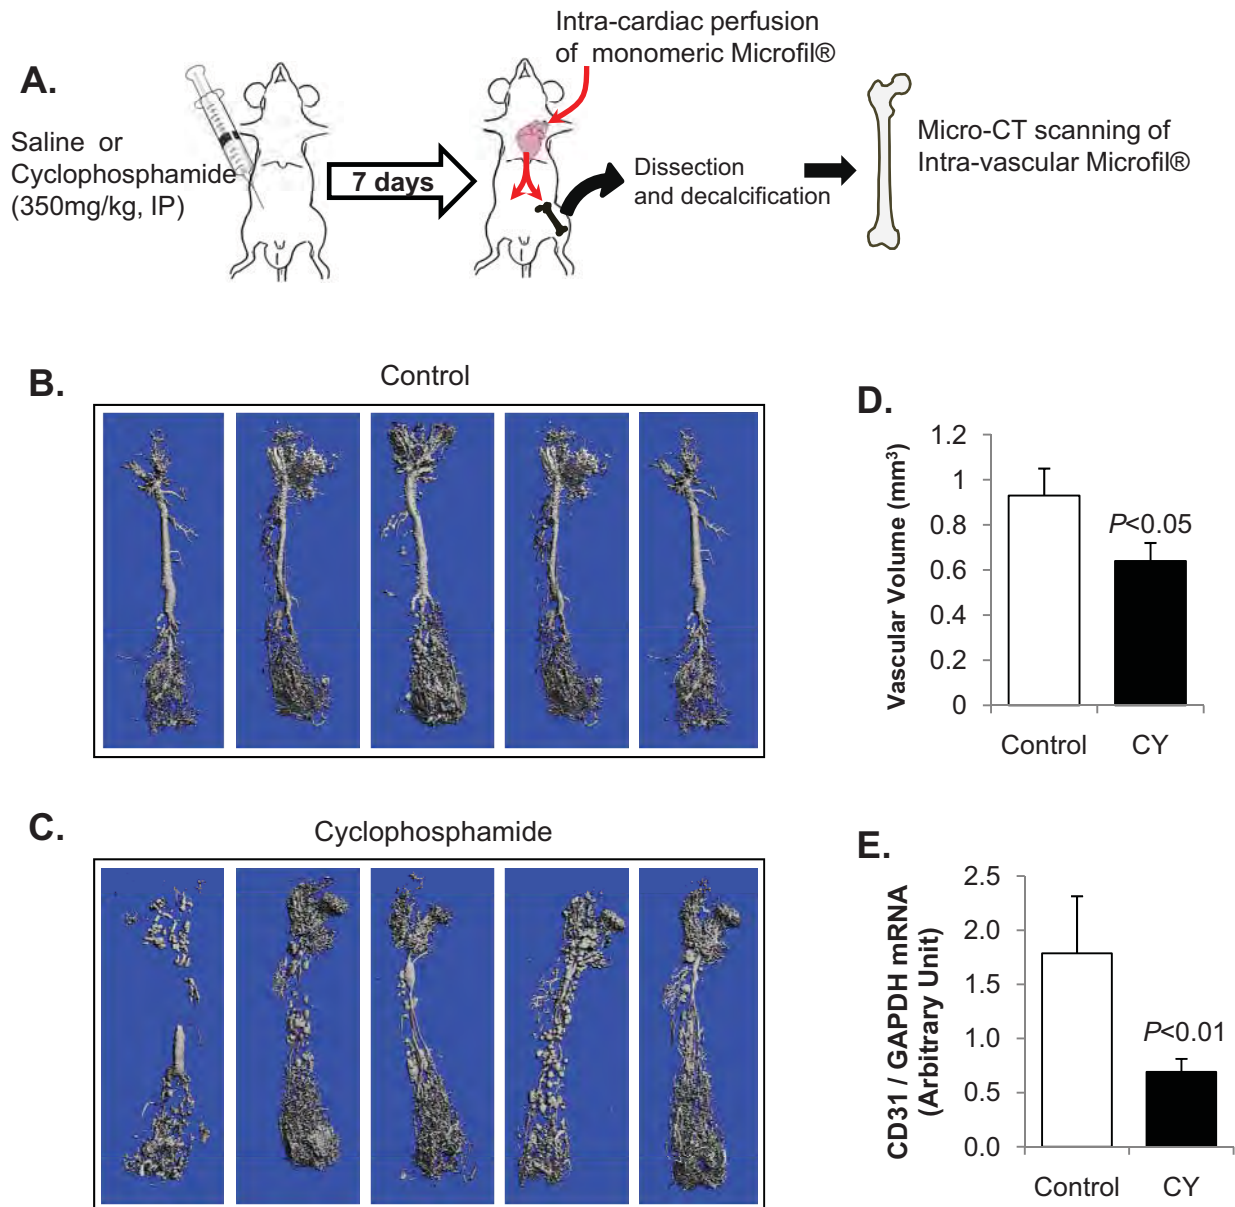 A.
Saline or
Cyclophosphamide
(350mg/kg, IP)
7 days
Intra-cardiac perfusion
of monomeric Microfil®
Dissection
and decalcification
Micro-CT scanning of
Intra-vascular Microfil®
B.
Control
C.
Cyclophosphamide
D.
Vascular Volume (mm³)
1.2
1
0.8
0.6
0.4
0.2
0
P<0.05
Control CY
E.
CD31 / GAPDH mRNA
(Arbitrary Unit)
2.5
2.0
1.5
1.0
0.5
0.0
P<0.01
Control CY